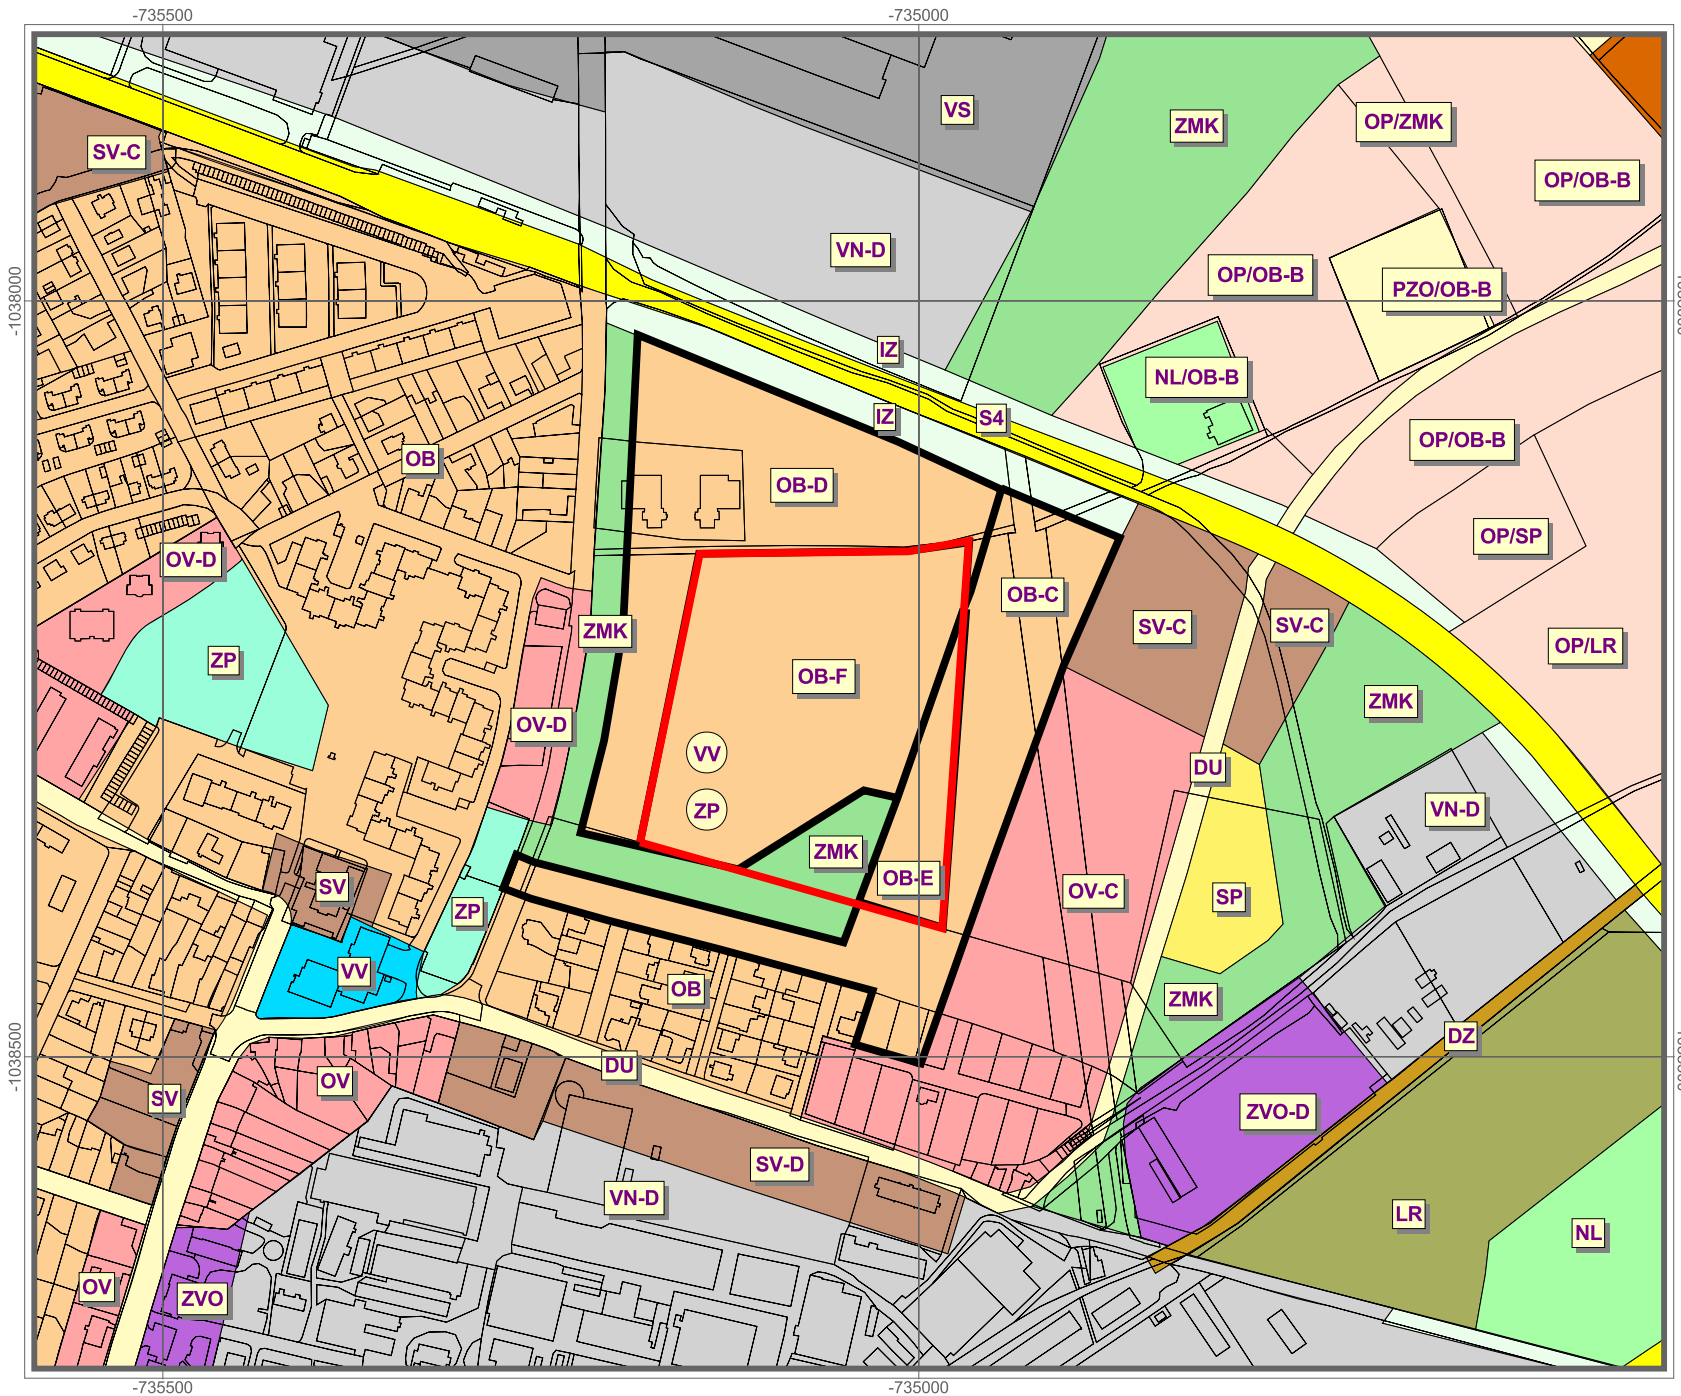 -735500
-735000
VS
ZMK
OP/ZMK
SV-C
OP/OB-B
VN-D
OP/OB-B
PZO/OB-B
-1038000
IZ
NL/OB-B
IZ
S4
OP/OB-B
OB
OB-D
OP/SP
OV-D
OB-C
SV-C
SV-C
ZMK
OP/LR
ZP
OB-F
ZMK
OV-D
VV
DU
ZP
VN-D
ZMK
OB-E
OV-C
SP
SV
ZP
VV
OB
ZMK
DZ
-1038500
DU
OV
SV
ZVO-D
SV-D
VN-D
LR
NL
OV
ZVO
-735500
-735000